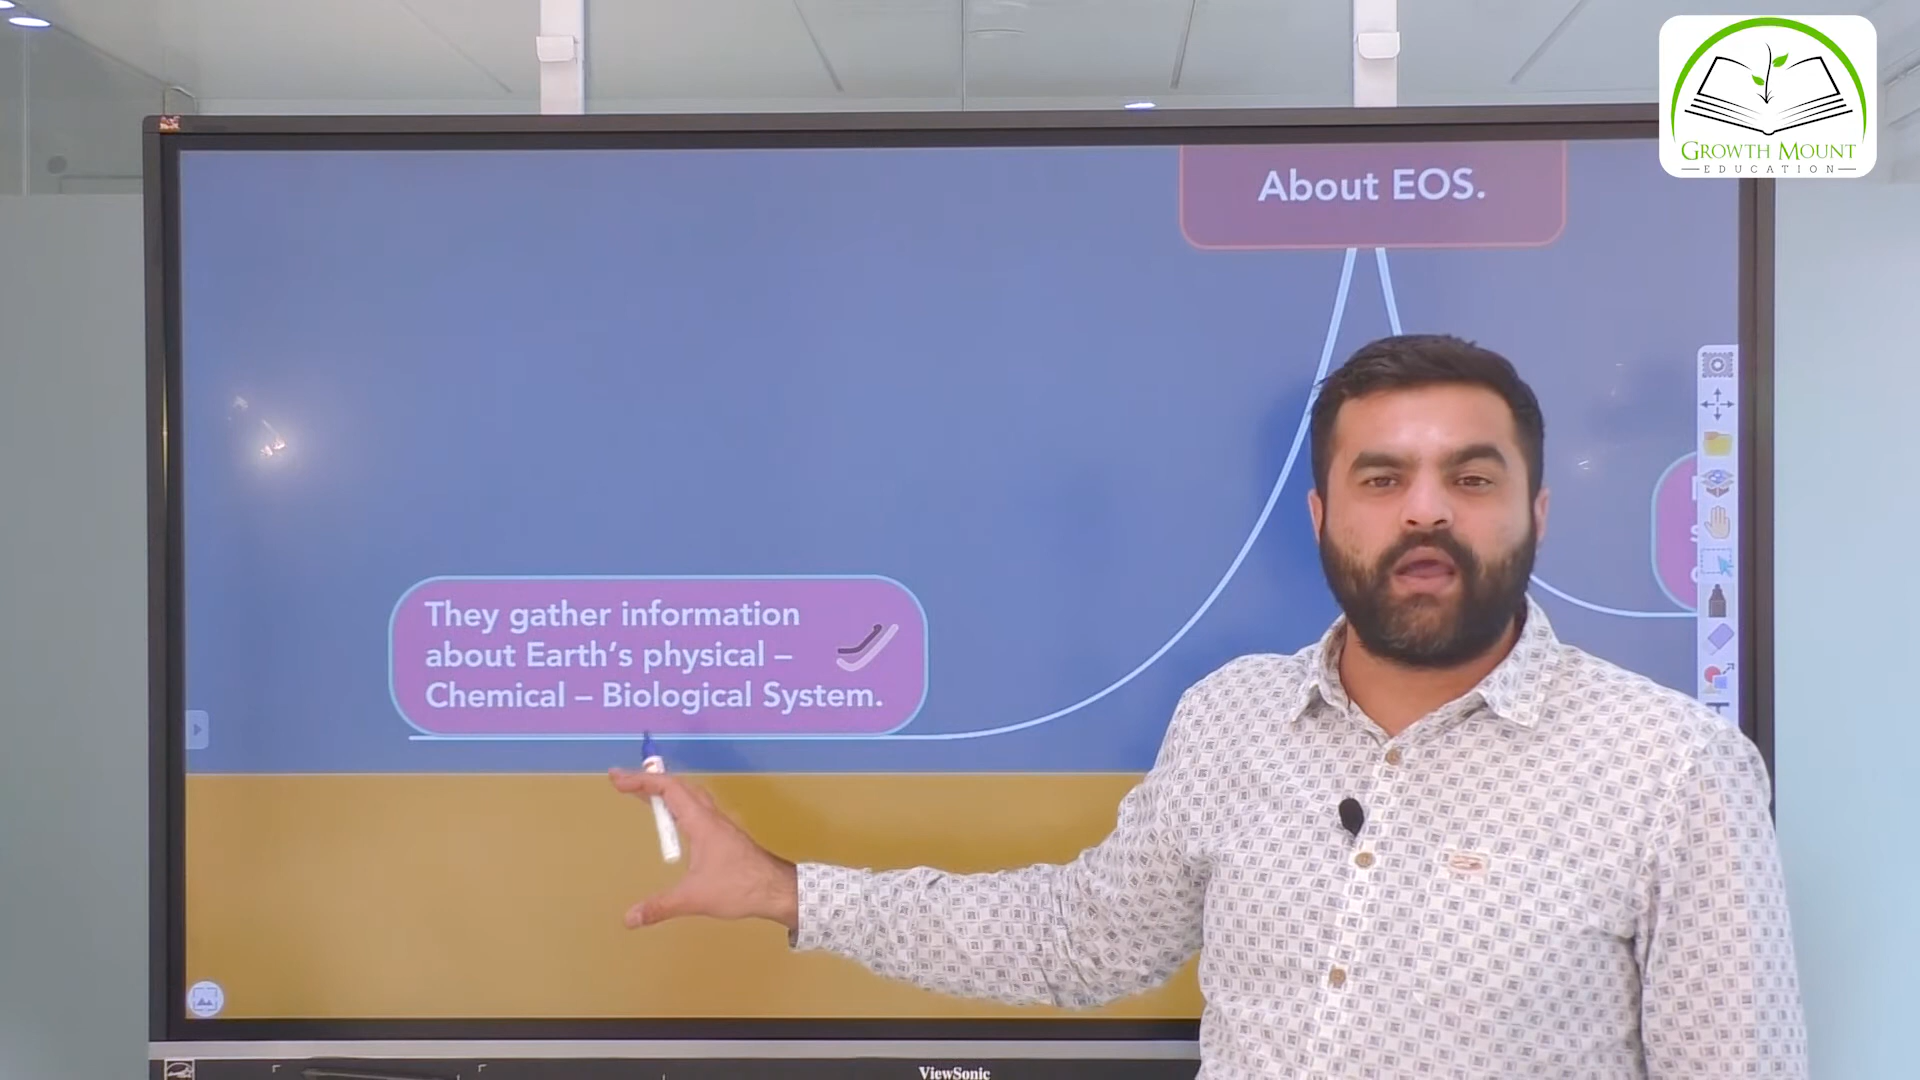 GROWTH MOUNT
EDUCATION
About EOS.
They gather information
about Earth's physical –
Chemical – Biological System.
ViewSonic